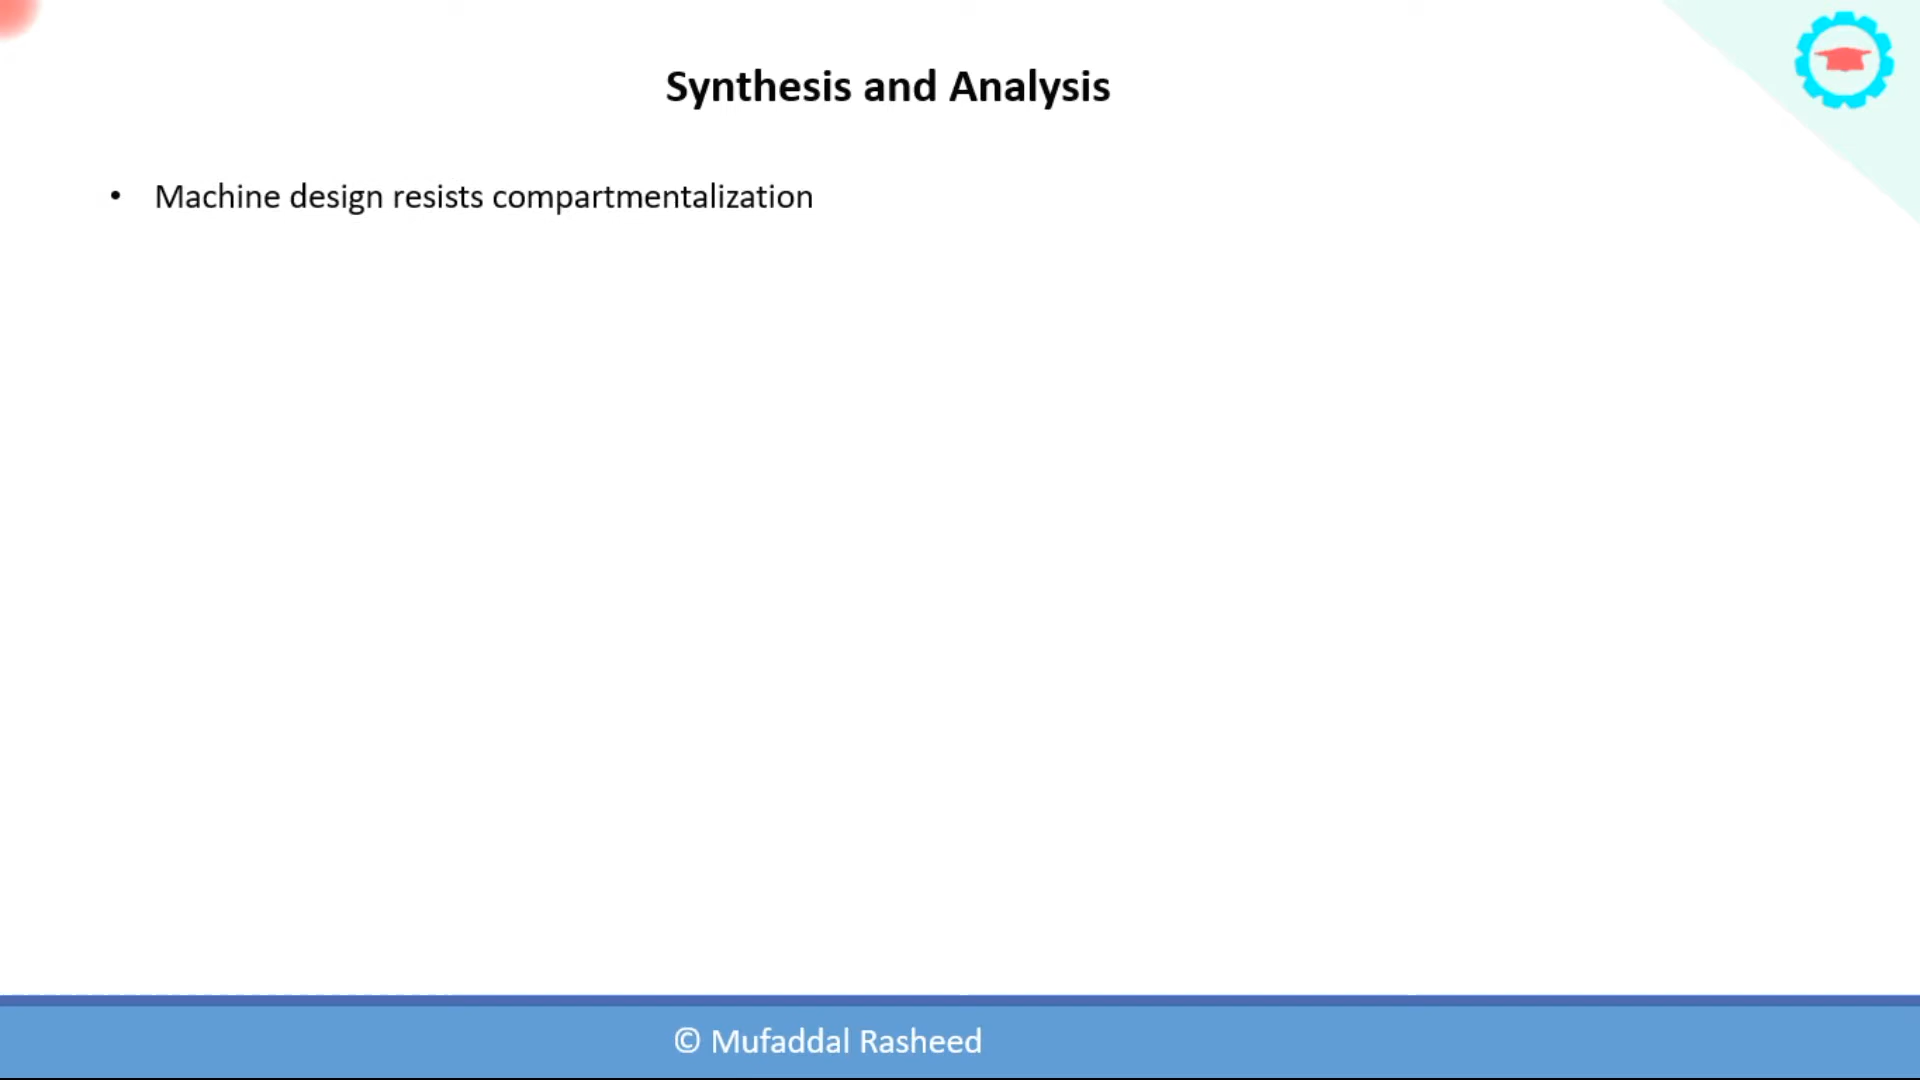 Synthesis and Analysis
• Machine design resists compartmentalization
© Mufaddal Rasheed